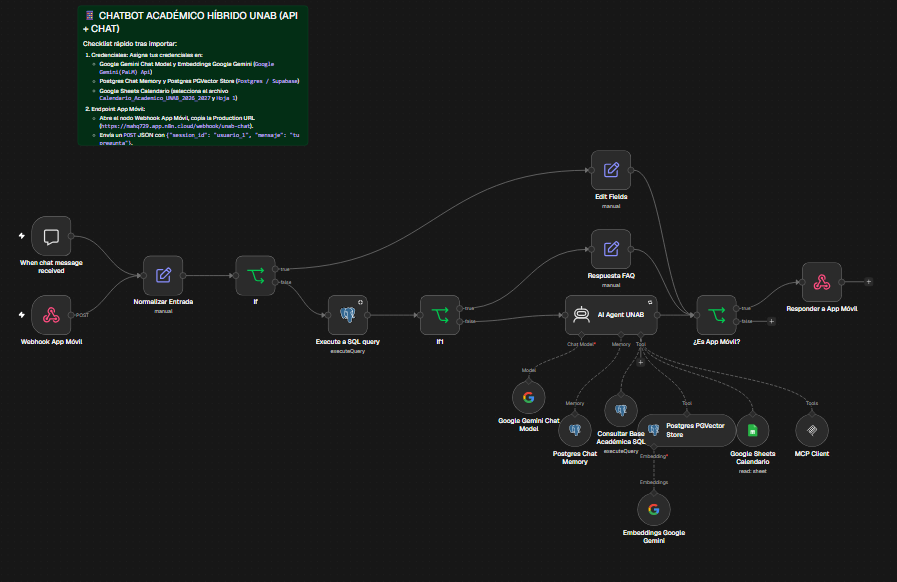 CHATBOT ACADÉMICO HÍBRIDO UNAB (API
+ CHAT)
Checklist rápido tras importar:
1. Credenciales: Asigna tus credenciales en:
Google Gemini Chat Model y Embeddings Google Gemini (Google
Gemini(PaLM) Api)
Postgres Chat Memory y Postgres PGVector Store (Postgres / Supabase)
Google Sheets Calendario (selecciona el archivo
Calendario_Academico_UNAB_2026_2027 y Hoja 1)
2. Endpoint App Móvil:
Abre el nodo Webhook App Móvil, copia la Production URL
(https://mahq729.app.n8n.cloud/webhook/unab-chat).
Envía un POST JSON con {"session_id": "usuario_1", "mensaje": "tu
pregunta"}.
Edit Fields
manual
When chat message
received
Normalizar Entrada
manual
If
true
false
Respuesta FAQ
manual
Responder a App Móvil
Webhook App Móvil
POST
Execute a SQL query
executeQuery
If1
true
false
AI Agent UNAB
Chat Model*
Memory
Tool
¿Es App Móvil?
true
false
Model
Google Gemini Chat
Model
Memory
Postgres Chat
Memory
Consultar Base
Académica SQL
executeQuery
Tool
Postgres PGVector
Store
Embedding*
Google Sheets
Calendario
read: sheet
Tools
MCP Client
Embeddings
Embeddings Google
Gemini